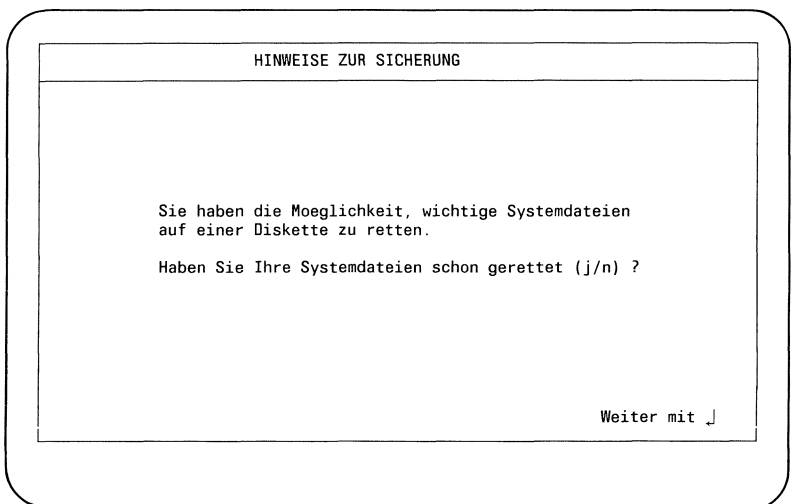 HINWEISE ZUR SICHERUNG
Sie haben die Moeglichkeit, wichtige Systemdateien
auf einer Diskette zu retten.
Haben Sie Ihre Systemdateien schon gerettet (j/n) ?
Weiter mit ↲